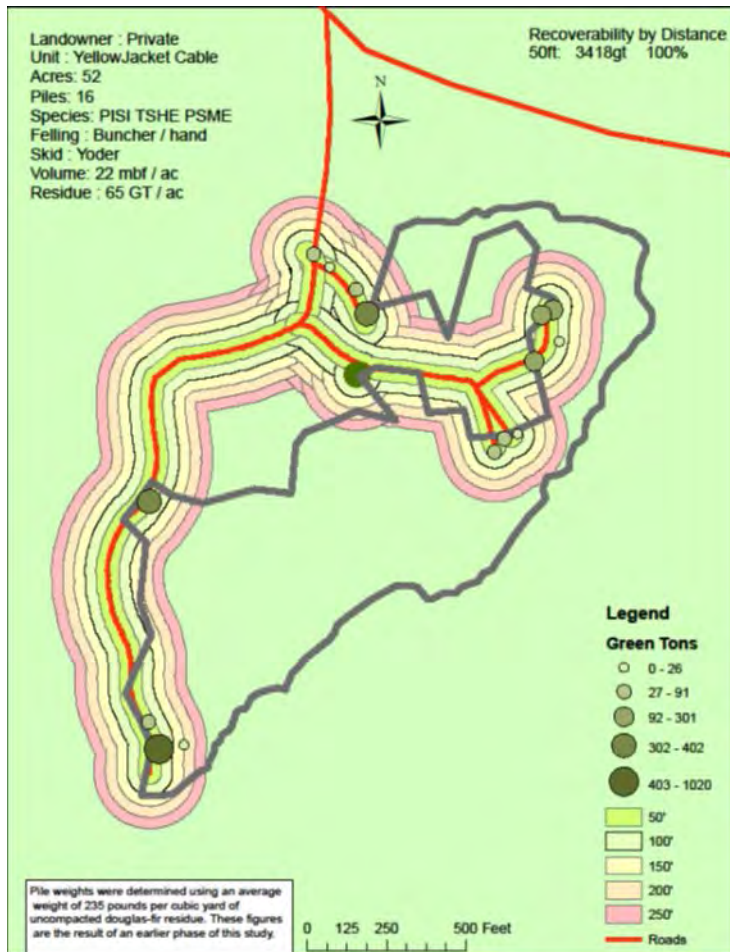 Landowner : Private
Unit : YellowJacket Cable
Acres: 52
Piles: 16
Species: PISI TSHE PSME
Felling : Buncher / hand
Skid : Yoder
Volume: 22 mbf / ac
Residue : 65 GT / ac
Recoverability by Distance
50ft: 3418gt 100%
N
Legend
Green Tons
0 - 26
27 - 91
92 - 301
302 - 402
403 - 1020
50'
100'
150'
200'
250'
Roads
Pile weights were determined using an average
weight of 235 pounds per cubic yard of
uncompacted douglas-fir residue. These figures
are the result of an earlier phase of this study.
0 125 250 500 Feet